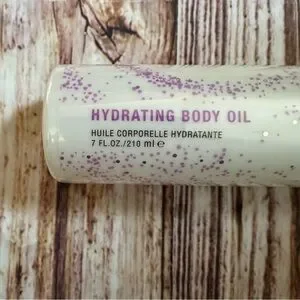 HYDRATING BODY OIL
HUILE CORPORELLE HYDRATANTE
7 FL.OZ./210 ml ℮